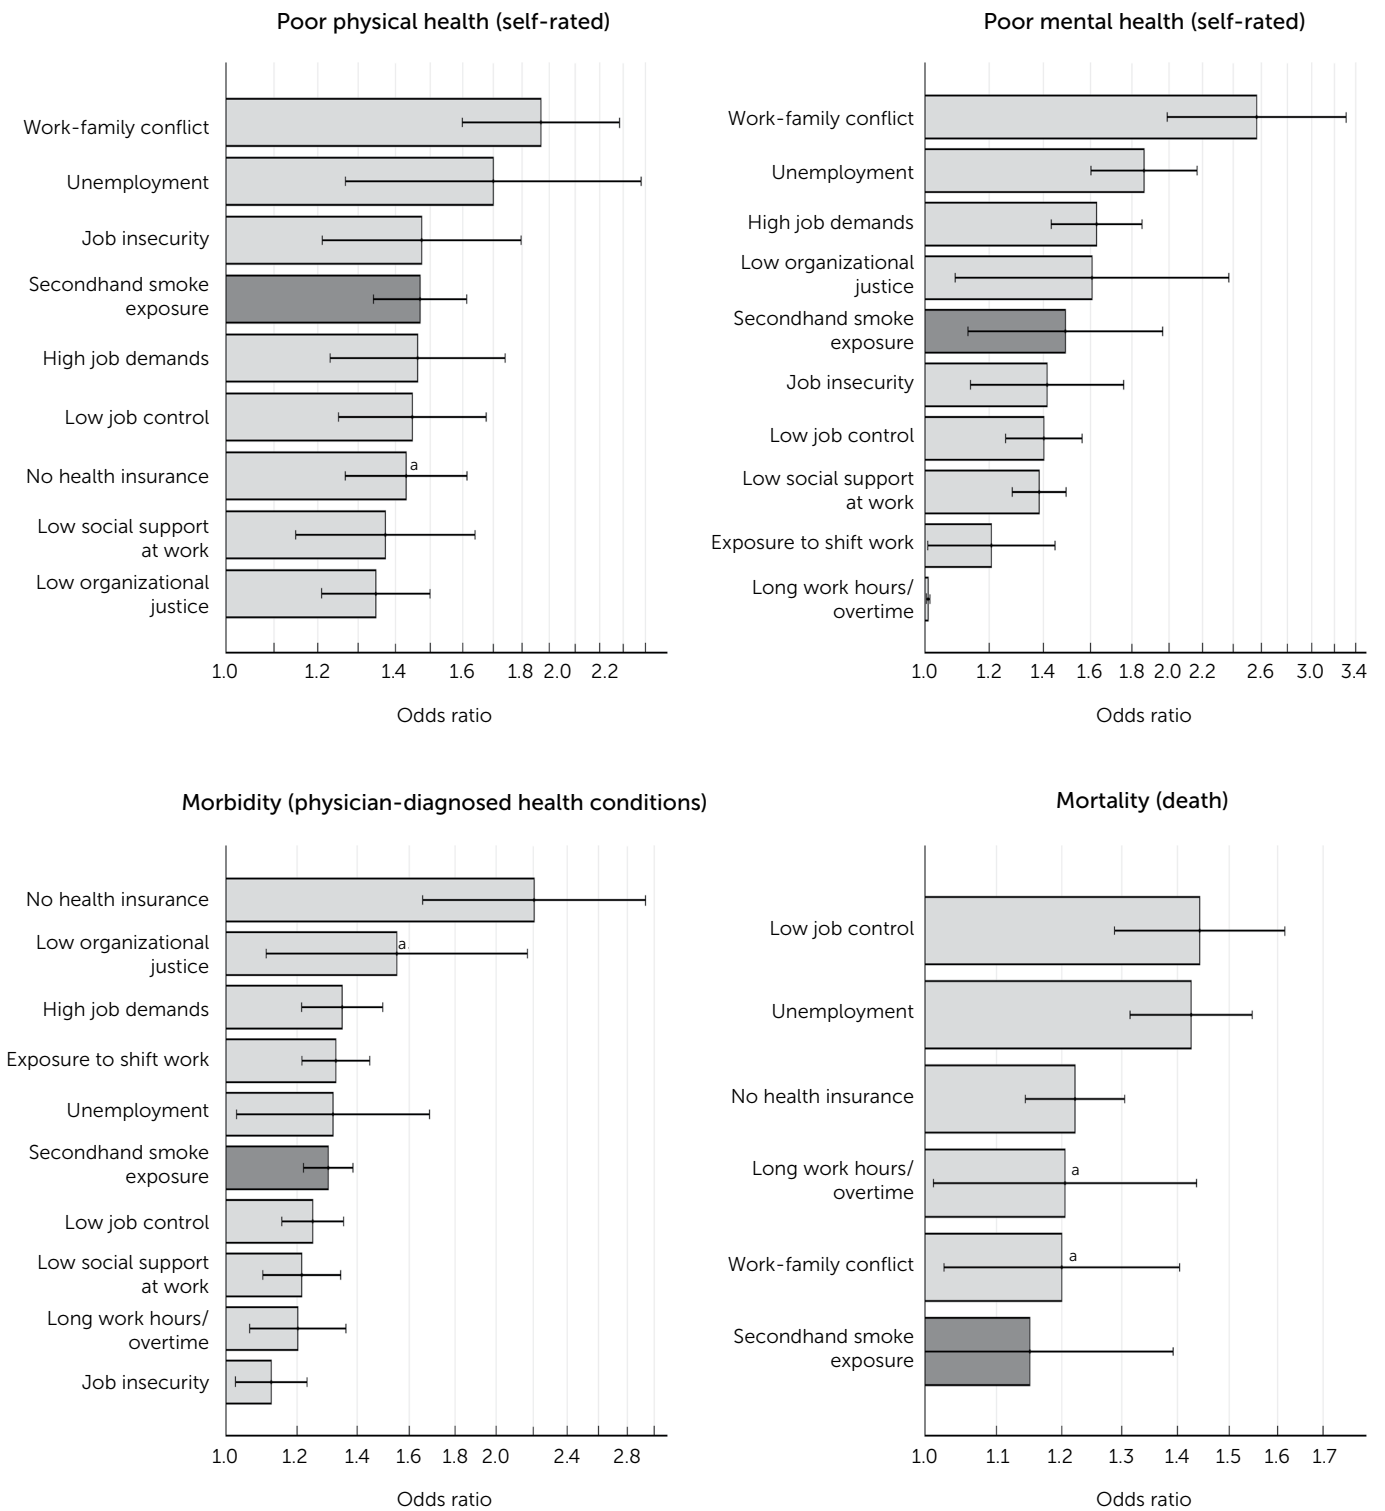 Poor physical health (self-rated)
Work-family conflict
Unemployment
Job insecurity
Secondhand smoke
exposure
High job demands
Low job control
No health insurance
a
Low social support
at work
Low organizational
justice
1.0 1.2 1.4 1.6 1.8 2.0 2.2
Odds ratio
Poor mental health (self-rated)
Work-family conflict
Unemployment
High job demands
Low organizational
justice
Secondhand smoke
exposure
Job insecurity
Low job control
Low social support
at work
Exposure to shift work
Long work hours/
overtime
1.0 1.2 1.4 1.6 1.8 2.0 2.2 2.6 3.0 3.4
Odds ratio
Morbidity (physician-diagnosed health conditions)
No health insurance
Low organizational
justice
a
High job demands
Exposure to shift work
Unemployment
Secondhand smoke
exposure
Low job control
Low social support
at work
Long work hours/
overtime
Job insecurity
1.0 1.2 1.4 1.6 1.8 2.0 2.4 2.8
Odds ratio
Mortality (death)
Low job control
Unemployment
No health insurance
Long work hours/
overtime
a
Work-family conflict
a
Secondhand smoke
exposure
1.0 1.1 1.2 1.3 1.4 1.5 1.6 1.7
Odds ratio